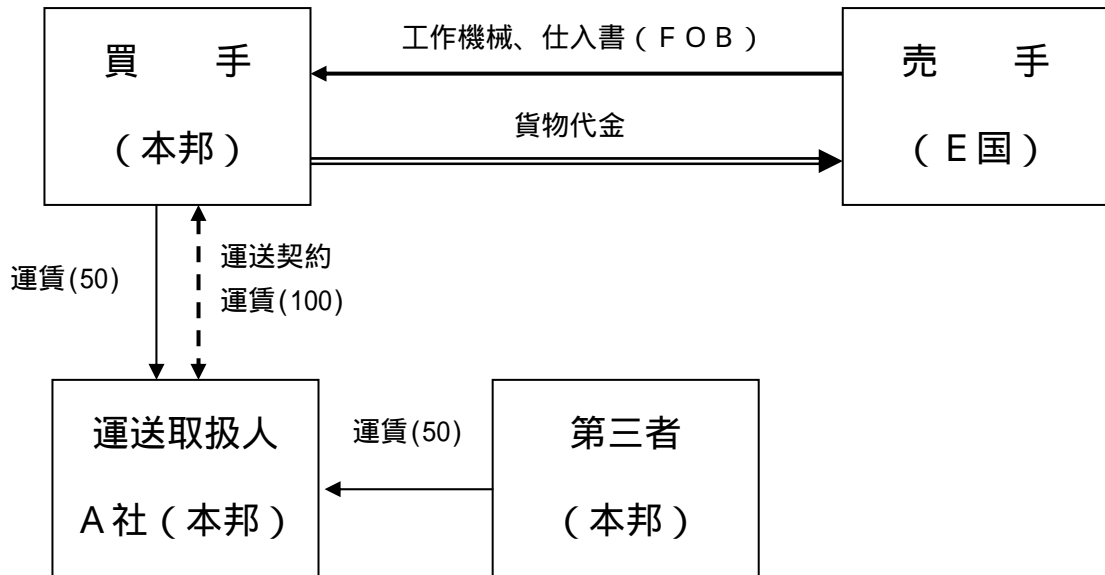 買　　手
（本邦）
工作機械、仕入書（ＦＯＢ）
貨物代金
売　　手
（Ｅ国）
運賃(50)
運送契約
運賃(100)
運送取扱人
Ａ社（本邦）
運賃(50)
第三者
（本邦）